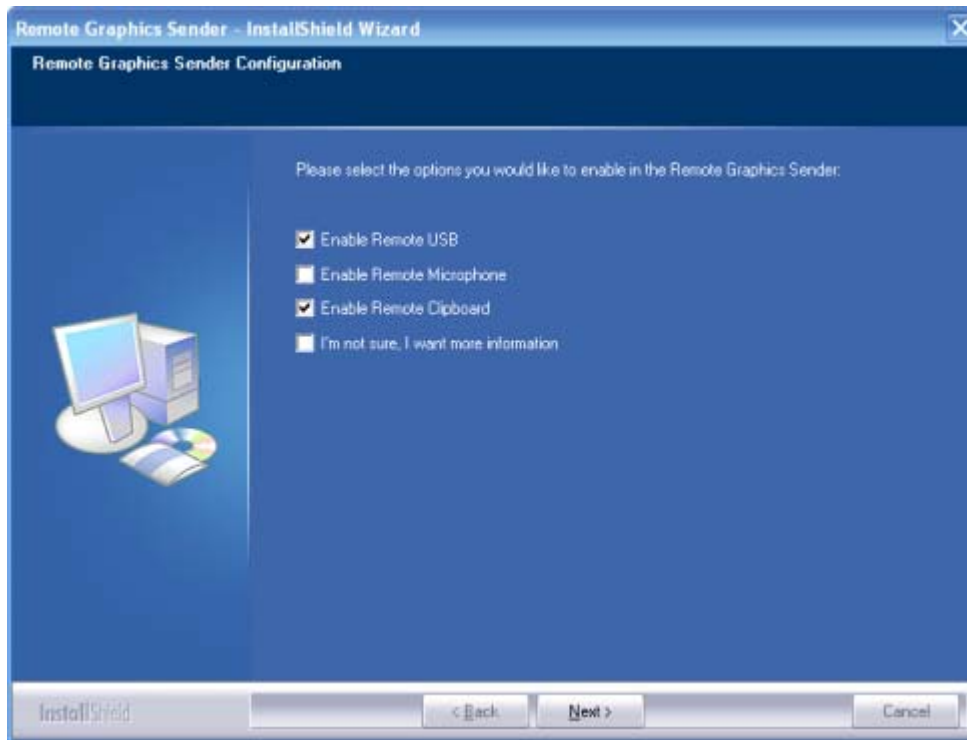 Remote Graphics Sender - InstallShield Wizard
Remote Graphics Sender Configuration
Please select the options you would like to enable in the Remote Graphics Sender:
Enable Remote USB
Enable Remote Microphone
Enable Remote Clipboard
I'm not sure, I want more information
InstallShield
< Back
Next >
Cancel